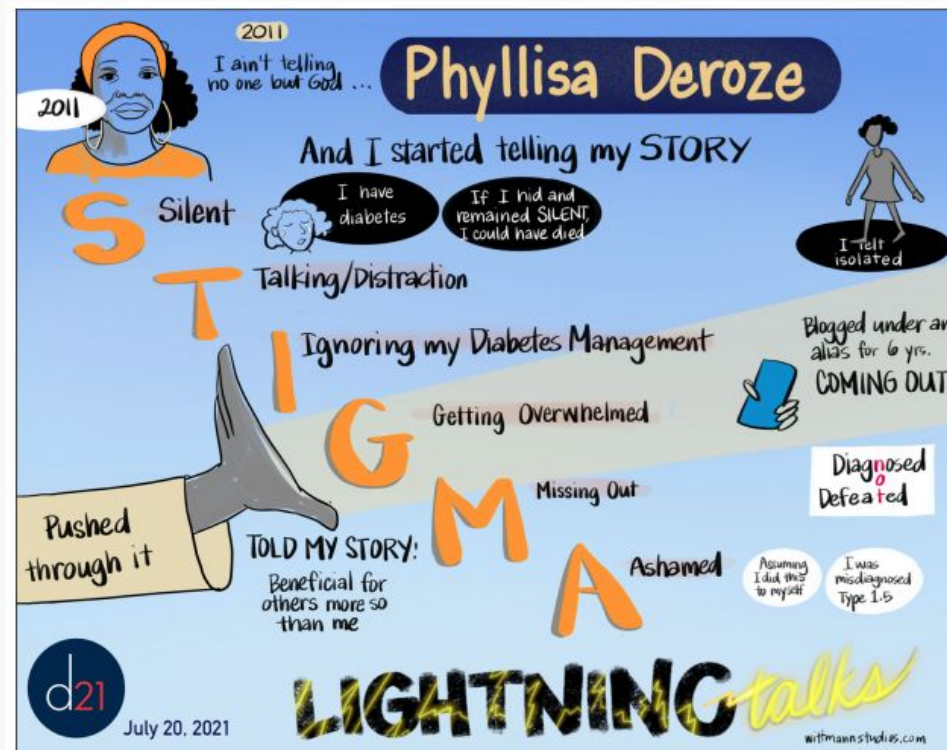 2011
I ain't telling
no one but God ...
2011
Phyllisa Deroze
And I started telling my STORY
S Silent
I have
diabetes
If I hid and
remained SILENT,
I could have died
I felt
isolated
T Talking/Distraction
I Ignoring my Diabetes Management
Blogged under an
alias for 6 yrs.
COMING OUT
G Getting Overwhelmed
Diagnosed
not
Defeated
M Missing Out
Pushed
through it
TOLD MY STORY:
Beneficial for
others more so
than me
A Ashamed
Assuming
I did this
to myself
I was
misdiagnosed
Type 1.5
d21
July 20, 2021
LIGHTNING talks
wittmannstudios.com